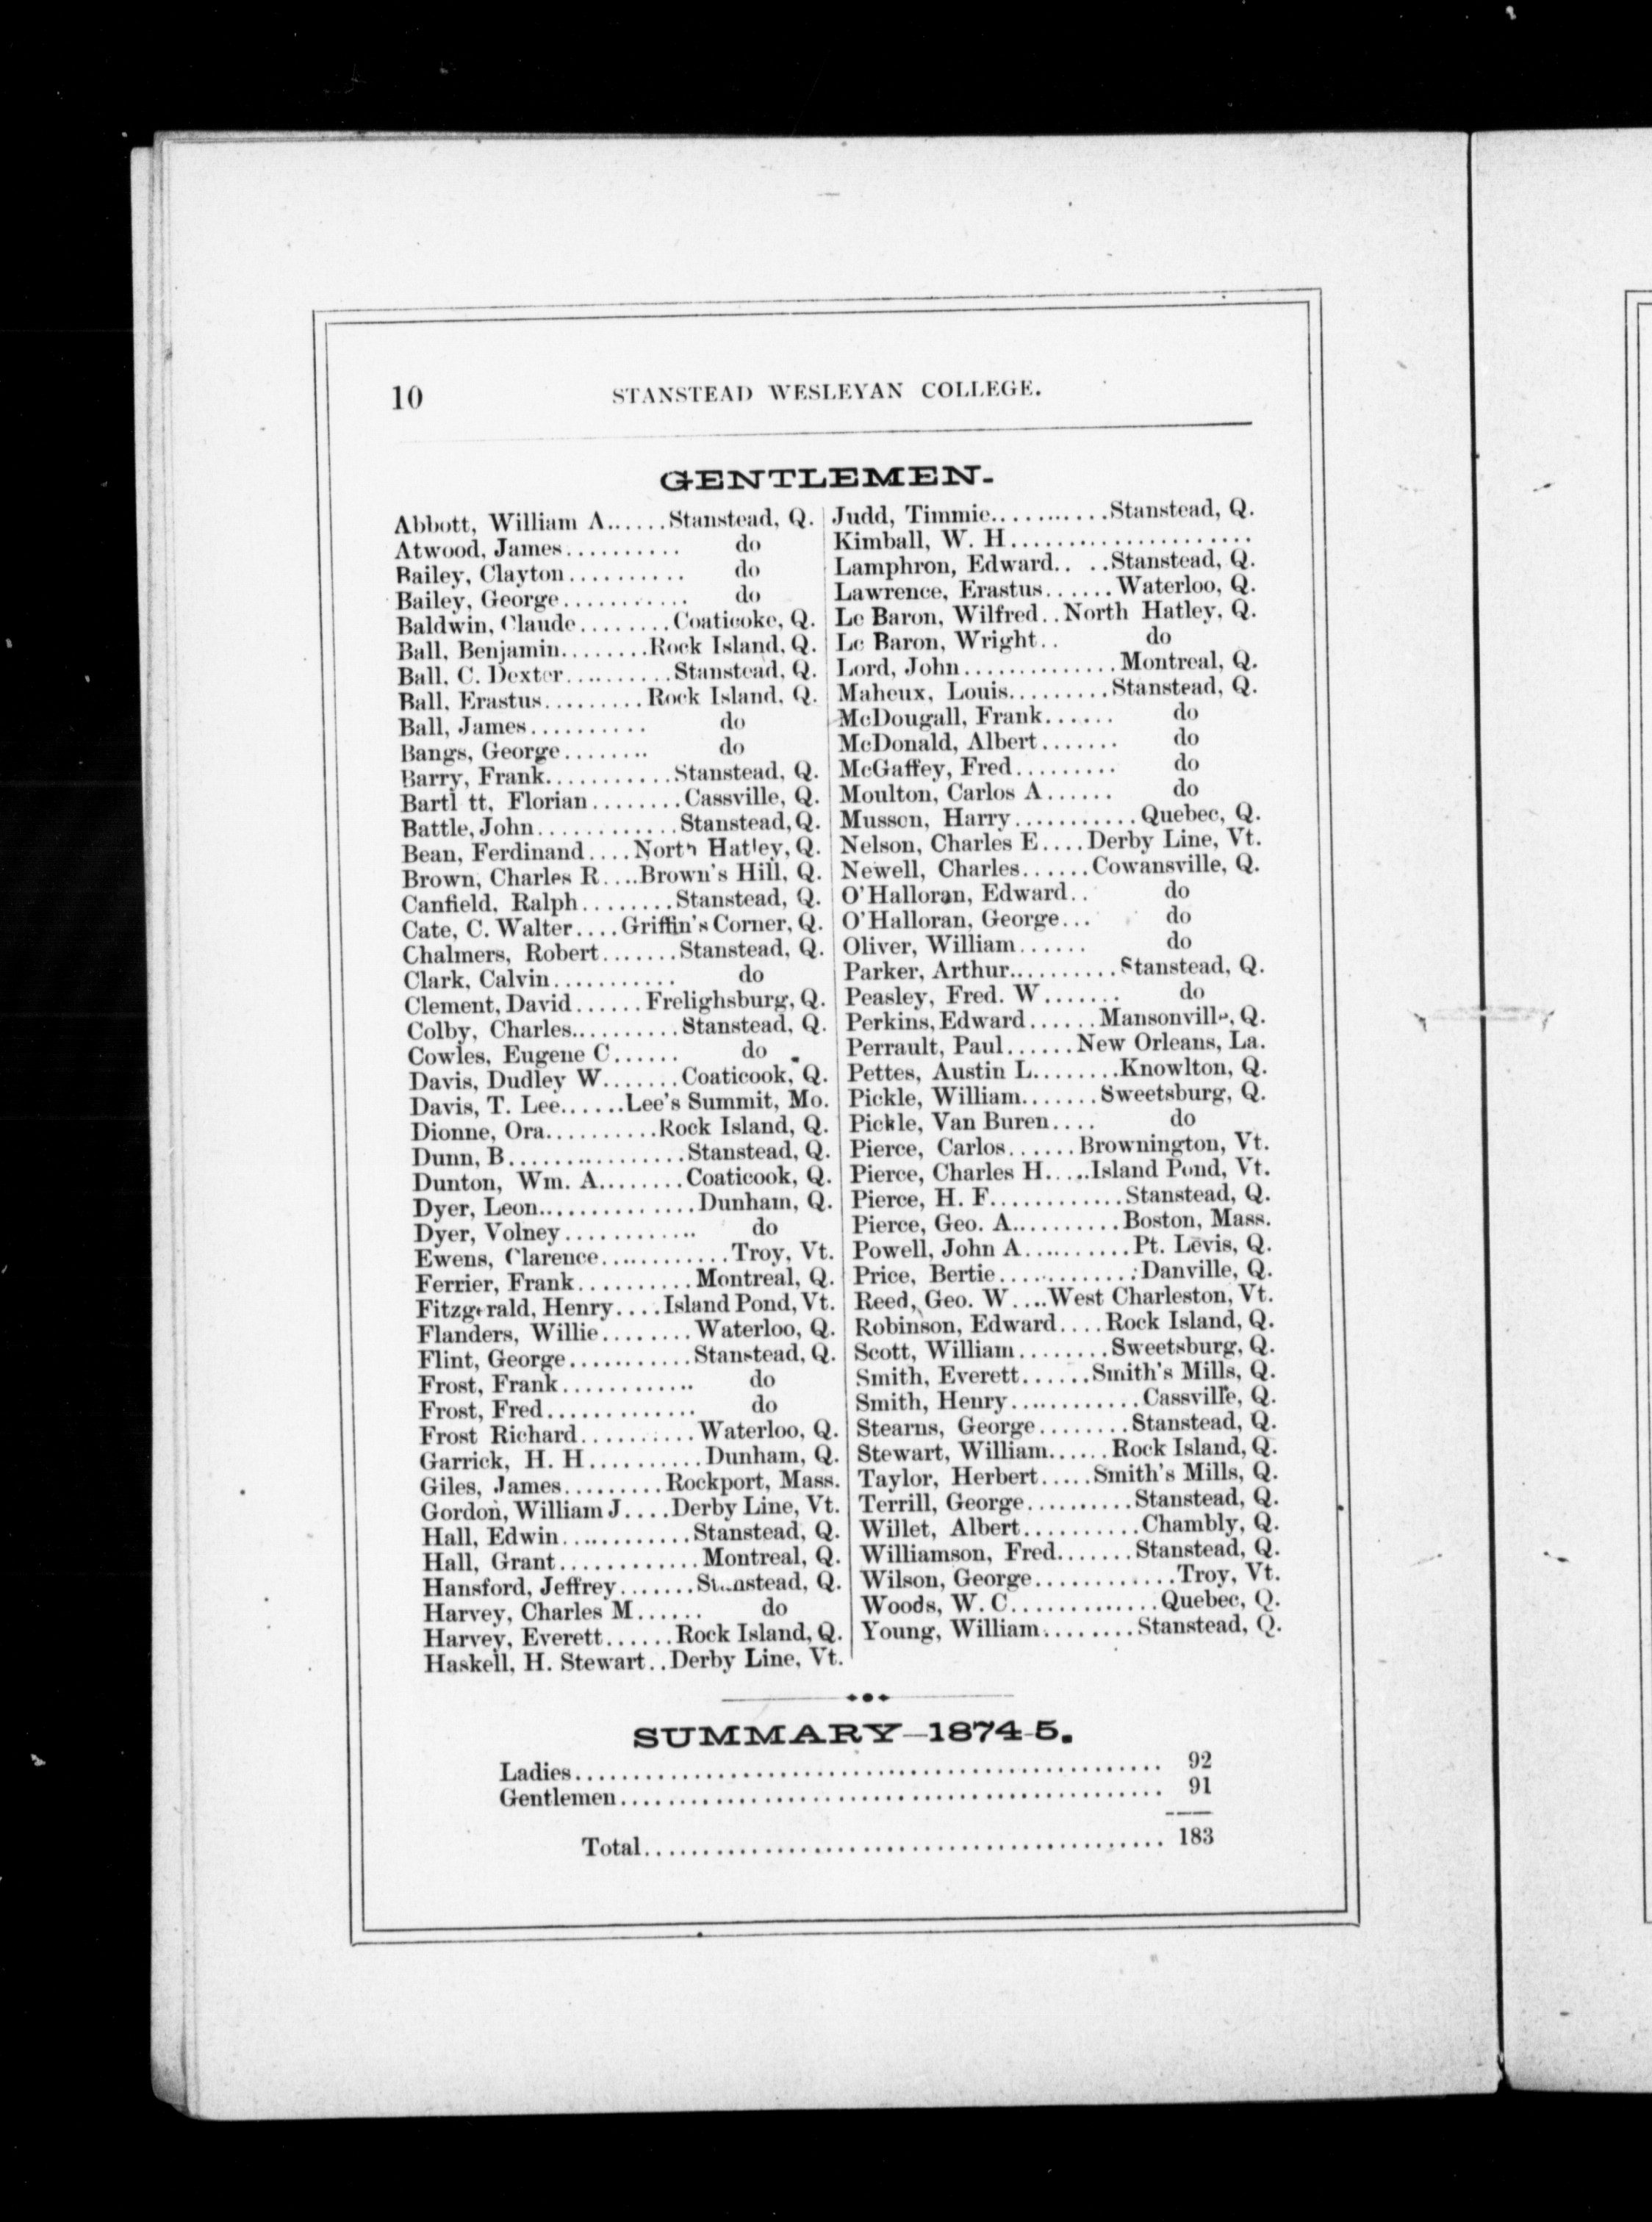 10
STANSTEAD WESLEYAN COLLEGE.
GENTLEMEN.
Abbott, William A......Stanstead, Q.
Atwood, James.......... do
Bailey, Clayton.......... do
Bailey, George........... do
Baldwin, Claude........Coaticoke, Q.
Ball, Benjamin........Rock Island, Q.
Ball, C. Dexter..........Stanstead, Q.
Ball, Erastus.........Rock Island, Q.
Ball, James.......... do
Bangs, George........ do
Barry, Frank...........Stanstead, Q.
Bartl tt, Florian........Cassville, Q.
Battle, John............Stanstead, Q.
Bean, Ferdinand....North Hatley, Q.
Brown, Charles R....Brown's Hill, Q.
Canfield, Ralph........Stanstead, Q.
Cate, C. Walter....Griffin's Corner, Q.
Chalmers, Robert.......Stanstead, Q.
Clark, Calvin........... do
Clement, David......Frelighsburg, Q.
Colby, Charles..........Stanstead, Q.
Cowles, Eugene C...... do
Davis, Dudley W.......Coaticook, Q.
Davis, T. Lee......Lee's Summit, Mo.
Dionne, Ora..........Rock Island, Q.
Dunn, B...............Stanstead, Q.
Dunton, Wm. A........Coaticook, Q.
Dyer, Leon..............Dunham, Q.
Dyer, Volney............ do
Ewens, Clarence............Troy, Vt.
Ferrier, Frank..........Montreal, Q.
Fitzgerald, Henry....Island Pond, Vt.
Flanders, Willie........Waterloo, Q.
Flint, George...........Stanstead, Q.
Frost, Frank............ do
Frost, Fred............. do
Frost Richard..........Waterloo, Q.
Garrick, H. H..........Dunham, Q.
Giles, James.........Rockport, Mass.
Gordon, William J....Derby Line, Vt.
Hall, Edwin...........Stanstead, Q.
Hall, Grant............Montreal, Q.
Hansford, Jeffrey.......Stanstead, Q.
Harvey, Charles M...... do
Harvey, Everett......Rock Island, Q.
Haskell, H. Stewart..Derby Line, Vt.
Judd, Timmie..........Stanstead, Q.
Kimball, W. H.....................
Lamphron, Edward.. ..Stanstead, Q.
Lawrence, Erastus......Waterloo, Q.
Le Baron, Wilfred..North Hatley, Q.
Le Baron, Wright.. do
Lord, John.............Montreal, Q.
Maheux, Louis.........Stanstead, Q.
McDougall, Frank...... do
McDonald, Albert....... do
McGaffey, Fred......... do
Moulton, Carlos A...... do
Musson, Harry...........Quebec, Q.
Nelson, Charles E....Derby Line, Vt.
Newell, Charles......Cowansville, Q.
O'Halloran, Edward.. do
O'Halloran, George... do
Oliver, William...... do
Parker, Arthur..........Stanstead, Q.
Peasley, Fred. W....... do
Perkins, Edward......Mansonville, Q.
Perrault, Paul......New Orleans, La.
Pettes, Austin L........Knowlton, Q.
Pickle, William.......Sweetsburg, Q.
Pickle, Van Buren.... do
Pierce, Carlos......Brownington, Vt.
Pierce, Charles H.....Island Pond, Vt.
Pierce, H. F............Stanstead, Q.
Pierce, Geo. A..........Boston, Mass.
Powell, John A..........Pt. Levis, Q.
Price, Bertie............Danville, Q.
Reed, Geo. W....West Charleston, Vt.
Robinson, Edward....Rock Island, Q.
Scott, William........Sweetsburg, Q.
Smith, Everett......Smith's Mills, Q.
Smith, Henry............Cassville, Q.
Stearns, George........Stanstead, Q.
Stewart, William......Rock Island, Q.
Taylor, Herbert.....Smith's Mills, Q.
Terrill, George..........Stanstead, Q.
Willet, Albert..........Chambly, Q.
Williamson, Fred.......Stanstead, Q.
Wilson, George............Troy, Vt.
Woods, W. C.............Quebec, Q.
Young, William........Stanstead, Q.
SUMMARY—1874-5.
Ladies.................................................. 92
Gentlemen.............................................. 91
Total............................................ 183